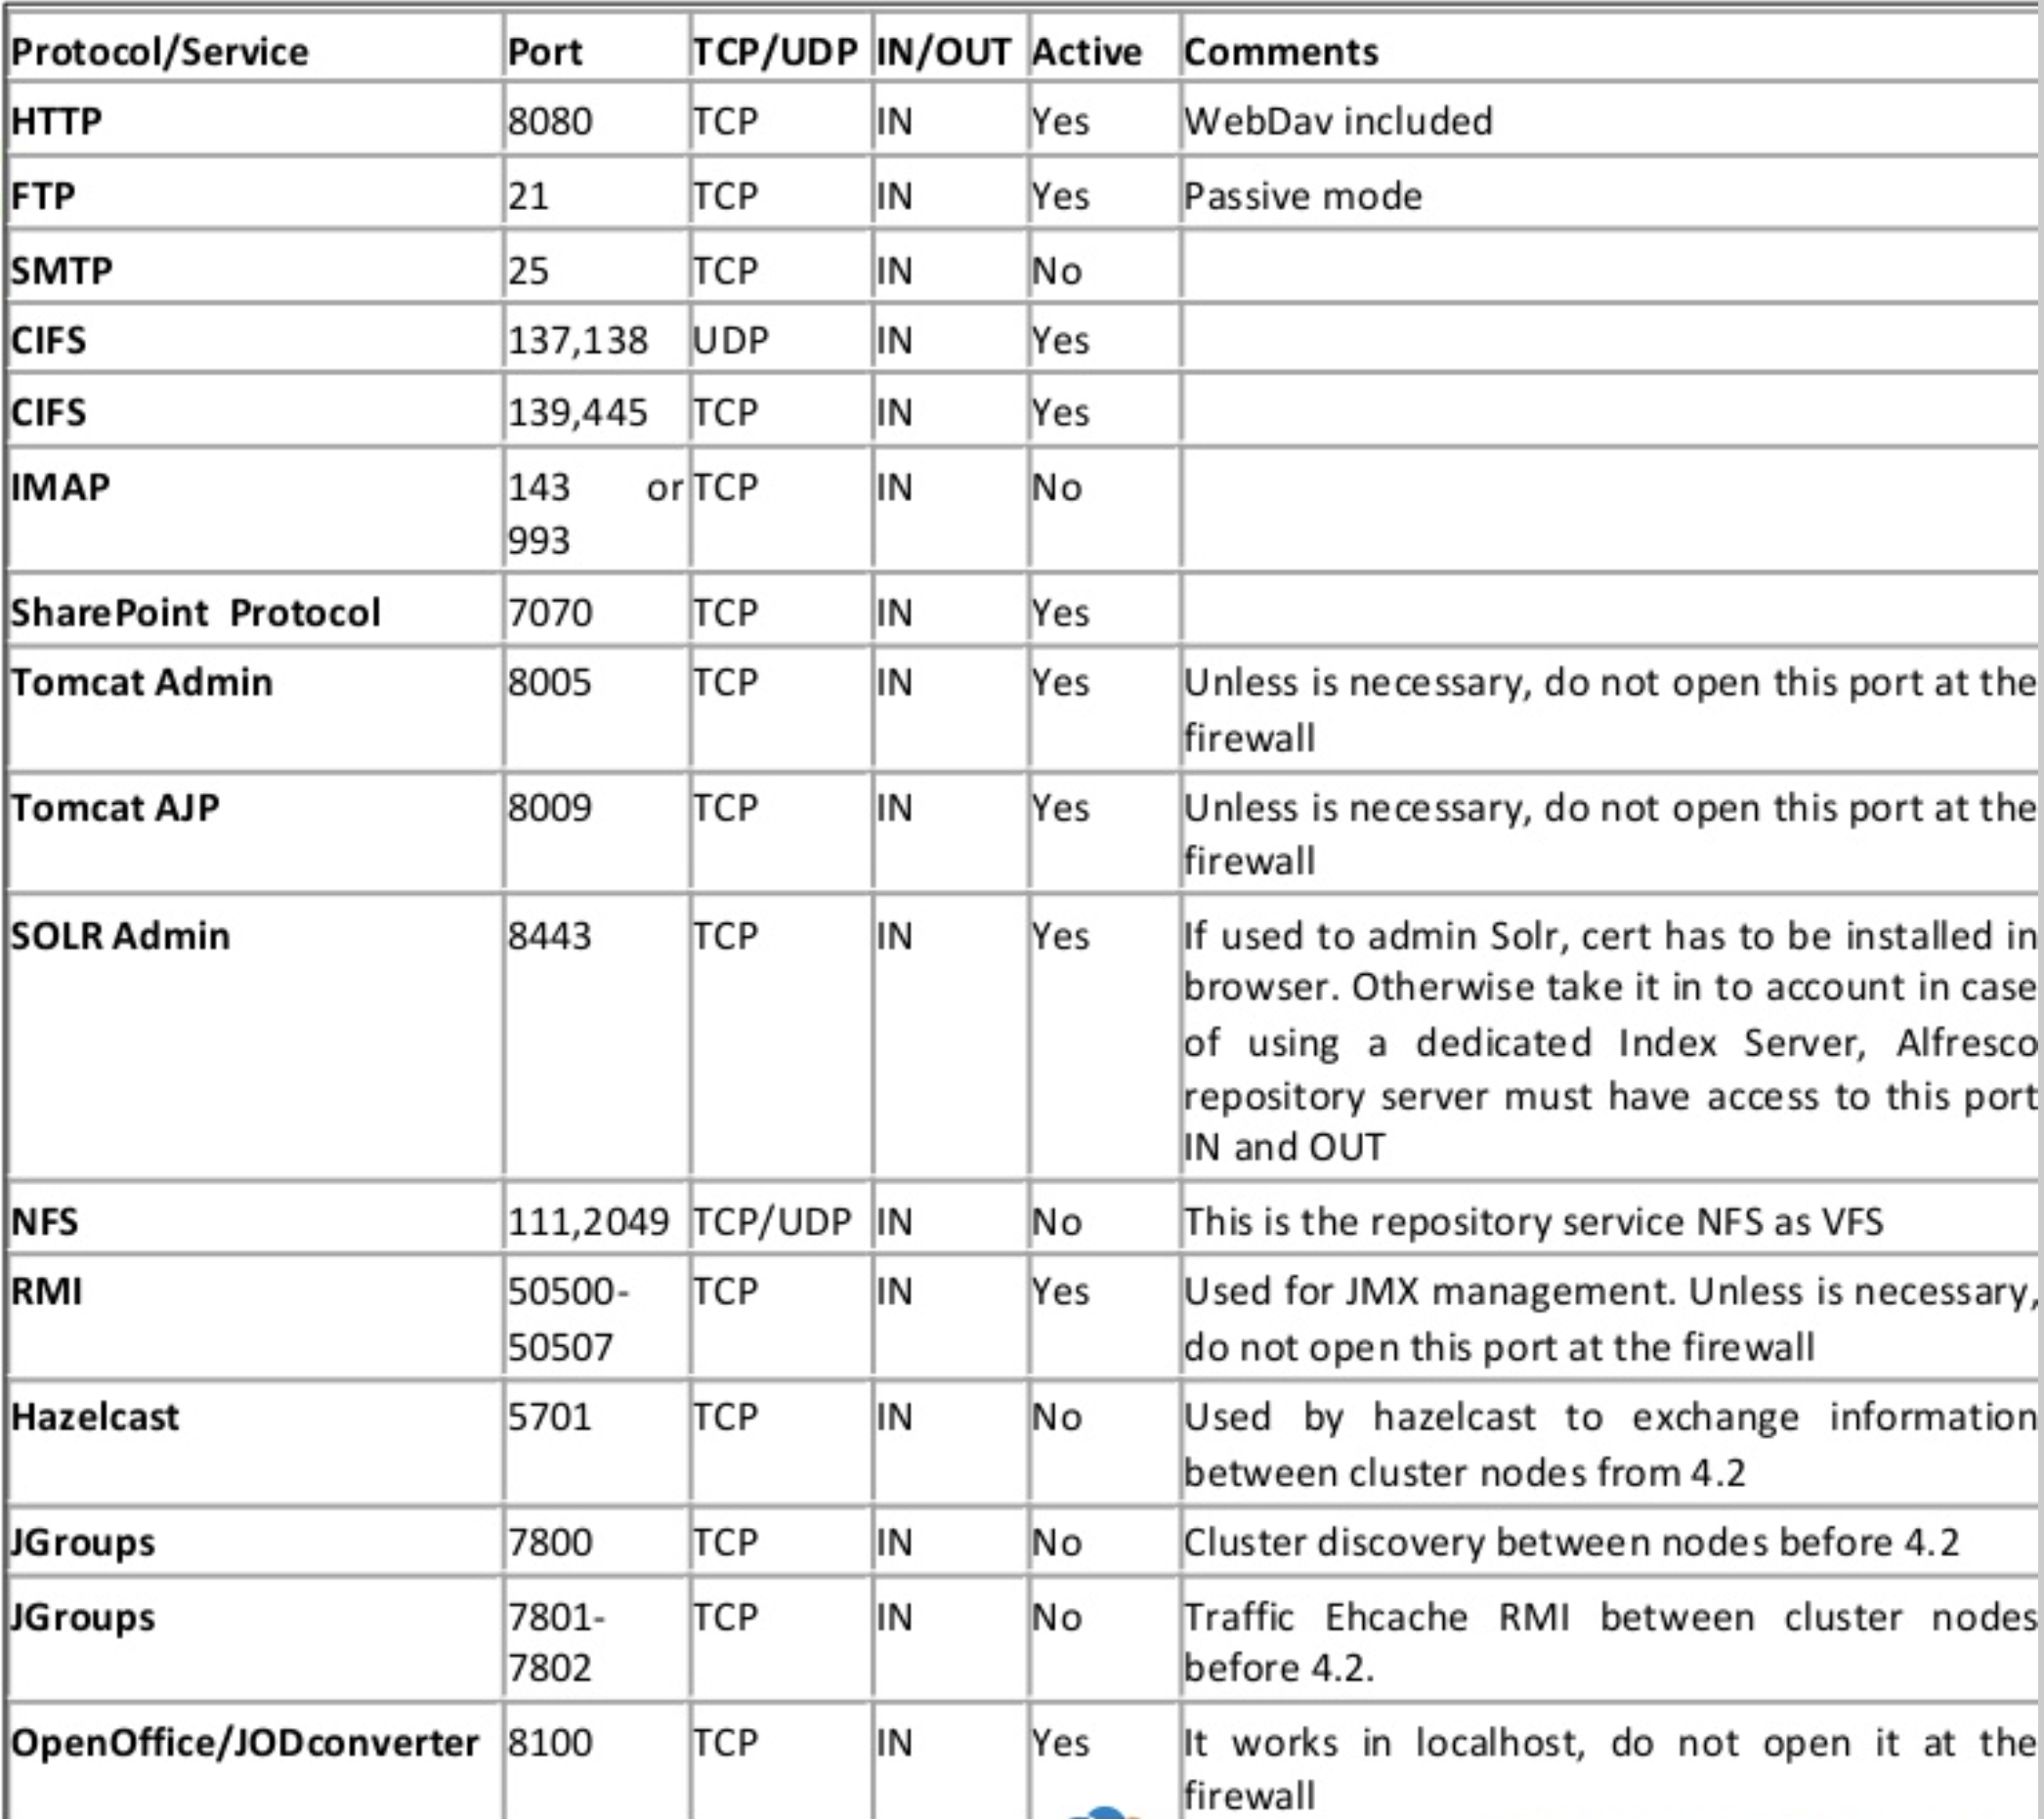 Protocol/Service Port TCP/UDP IN/OUT Active Comments
HTTP 8080 TCP IN Yes WebDav included
FTP 21 TCP IN Yes Passive mode
SMTP 25 TCP IN No
CIFS 137,138 UDP IN Yes
CIFS 139,445 TCP IN Yes
IMAP 143 or TCP IN No
993
SharePoint Protocol 7070 TCP IN Yes
Tomcat Admin 8005 TCP IN Yes Unless is necessary, do not open this port at the
firewall
Tomcat AJP 8009 TCP IN Yes Unless is necessary, do not open this port at the
firewall
SOLR Admin 8443 TCP IN Yes If used to admin Solr, cert has to be installed in
browser. Otherwise take it in to account in case
of using a dedicated Index Server, Alfresco
repository server must have access to this port
IN and OUT
NFS 111,2049 TCP/UDP IN No This is the repository service NFS as VFS
RMI 50500- TCP IN Yes Used for JMX management. Unless is necessary,
50507 do not open this port at the firewall
Hazelcast 5701 TCP IN No Used by hazelcast to exchange information
between cluster nodes from 4.2
JGroups 7800 TCP IN No Cluster discovery between nodes before 4.2
JGroups 7801- TCP IN No Traffic Ehcache RMI between cluster nodes
7802 before 4.2.
OpenOffice/JODconverter 8100 TCP IN Yes It works in localhost, do not open it at the
firewall